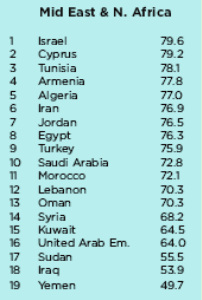 Mid East & N. Africa
1 Israel 79.6
2 Cyprus 79.2
3 Tunisia 78.1
4 Armenia 77.8
5 Algeria 77.0
6 Iran 76.9
7 Jordan 76.5
8 Egypt 76.3
9 Turkey 75.9
10 Saudi Arabia 72.8
11 Morocco 72.1
12 Lebanon 70.3
13 Oman 70.3
14 Syria 68.2
15 Kuwait 64.5
16 United Arab Em. 64.0
17 Sudan 55.5
18 Iraq 53.9
19 Yemen 49.7